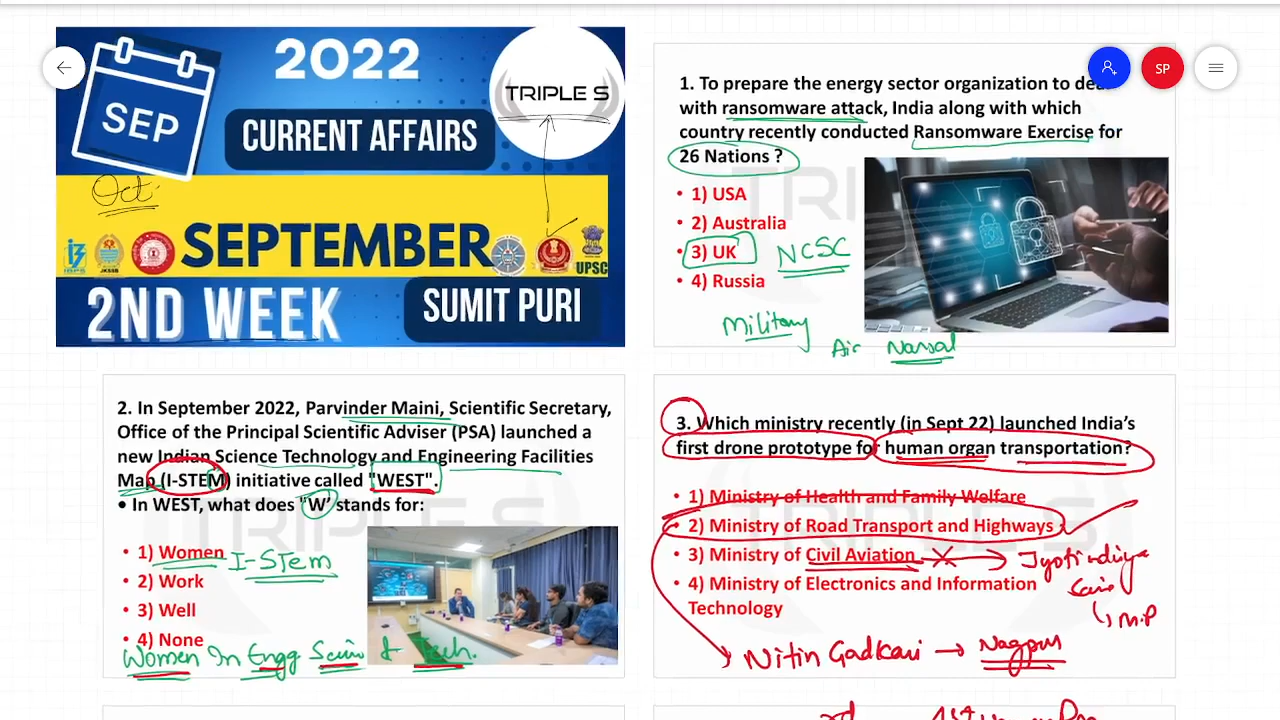 2022
TRIPLE S
SEP
CURRENT AFFAIRS
Oct.
SEPTEMBER
IBPS
JKSSB
UPSC
2ND WEEK
SUMIT PURI
SP
1. To prepare the energy sector organization to
with ransomware attack, India along with which
country recently conducted Ransomware Exercise for
26 Nations ?
• 1) USA
• 2) Australia
• 3) UK
NCSC
• 4) Russia
Military
Air
2. In September 2022, Parvinder Maini, Scientific Secretary,
Office of the Principal Scientific Adviser (PSA) launched a
new Indian Science Technology and Engineering Facilities
Map (I-STEM) initiative called "WEST".
• In WEST, what does "W’ stands for:
• 1) Women
I-STem
• 2) Work
• 3) Well
• 4) None
Women In Engg & Tech.
3. Which ministry recently (in Sept 22) launched India’s
first drone prototype for human organ transportation?
• 1) Ministry of Health and Family Welfare
• 2) Ministry of Road Transport and Highways
• 3) Ministry of Civil Aviation
• 4) Ministry of Electronics and Information
Technology
M.P
Nitin Gadkari → Nagpur